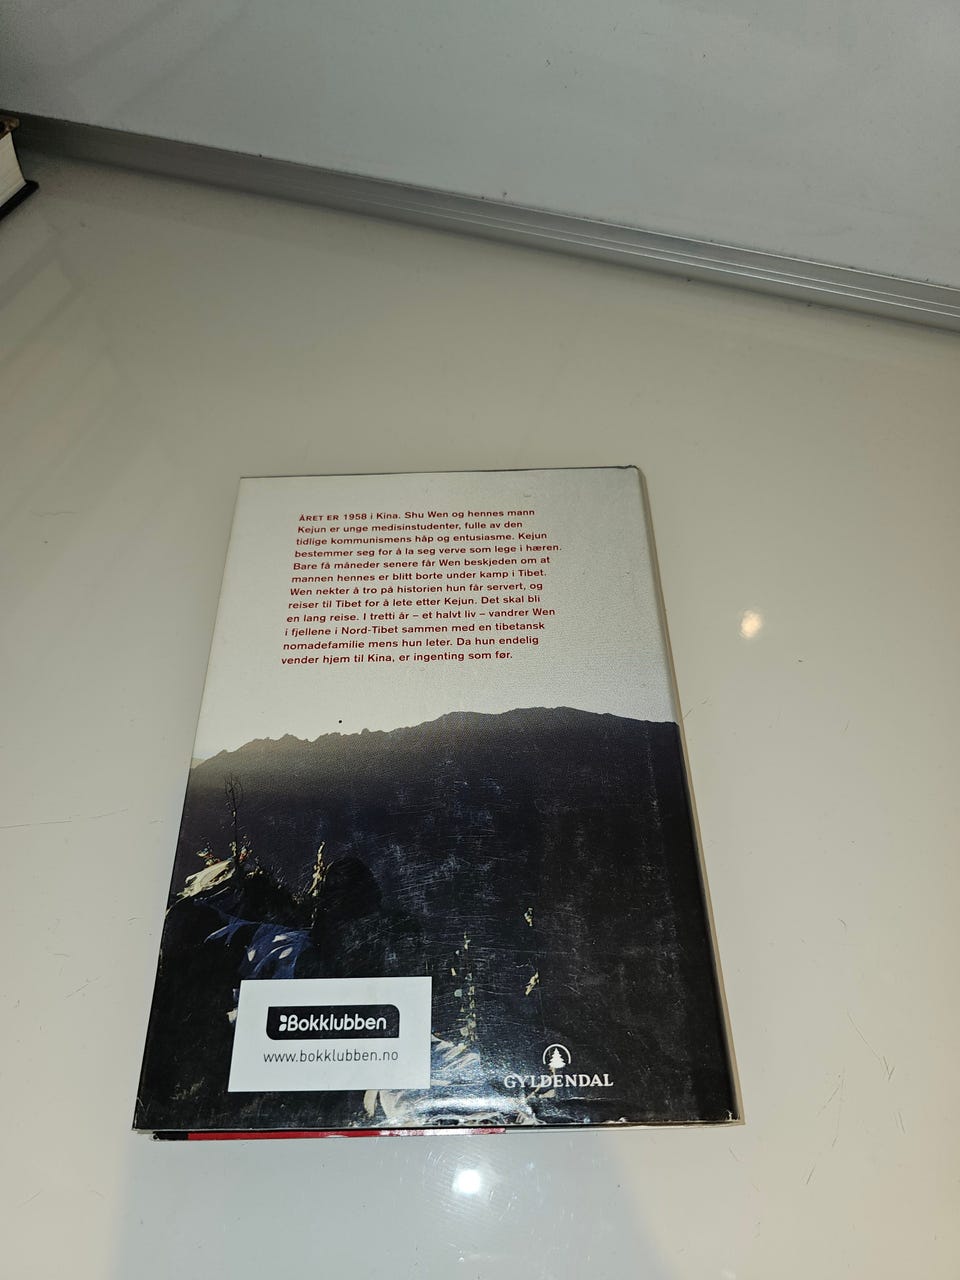 ÅRET ER 1958 i Kina. Shu Wen og hennes mann
Kejun er unge medisinstudenter, fulle av den
tidlige kommunismens håp og entusiasme. Kejun
bestemmer seg for å la seg verve som lege i hæren.
Bare få måneder senere får Wen beskjeden om at
mannen hennes er blitt borte under kamp i Tibet.
Wen nekter å tro på historien hun får servert, og
reiser til Tibet for å lete etter Kejun. Det skal bli
en lang reise. I tretti år – et halvt liv – vandrer Wen
i fjellene i Nord-Tibet sammen med en tibetansk
nomadefamilie mens hun leter. Da hun endelig
vender hjem til Kina, er ingenting som før.
Bokklubben
www.bokklubben.no
GYLDENDAL